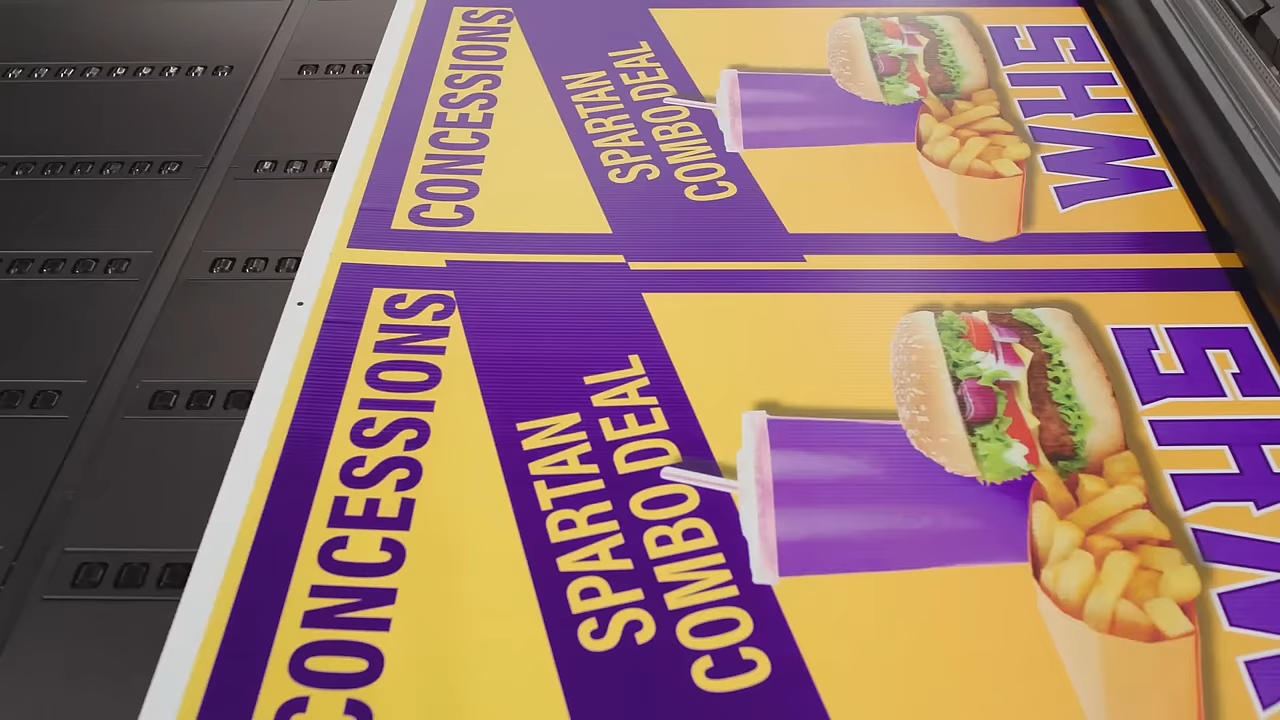 CONCESSIONS
SPARTAN
COMBO DEAL
WHS
CONCESSIONS
SPARTAN
COMBO DEAL
WHS